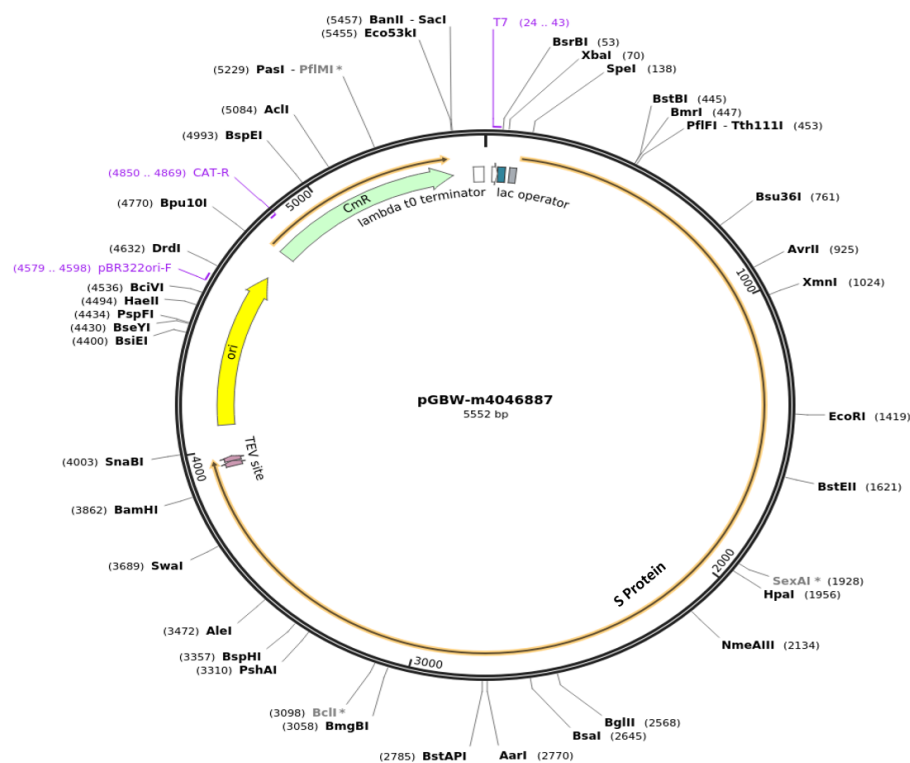 (5457) BanII - SacI
(5455) Eco53kI
T7 (24 .. 43)
BsrBI (53)
XbaI (70)
SpeI (138)
(5229) PasI - PflMI *
(5084) AclI
(4993) BspEI
BstBI (445)
BmrI (447)
PflFI - Tth111I (453)
(4850 .. 4869) CAT-R
(4770) Bpu10I
5000
CmR
lambda t0 terminator
lac operator
Bsu36I (761)
(4632) DrdI
(4579 .. 4598) pBR322ori-F
AvrII (925)
1000
XmnI (1024)
(4536) BciVI
(4494) HaeII
(4434) PspFI
(4430) BseYI
(4400) BsiEI
ori
pGBW-m4046887
5552 bp
EcoRI (1419)
TEV site
(4003) SnaBI
4000
BstEII (1621)
(3862) BamHI
(3689) SwaI
2000
S Protein
SexAI * (1928)
HpaI (1956)
(3472) AleI
NmeAIII (2134)
(3357) BspHI
(3310) PshAI
3000
(3098) BclI *
(3058) BmgBI
BglII (2568)
BsaI (2645)
(2785) BstAPI
AarI (2770)